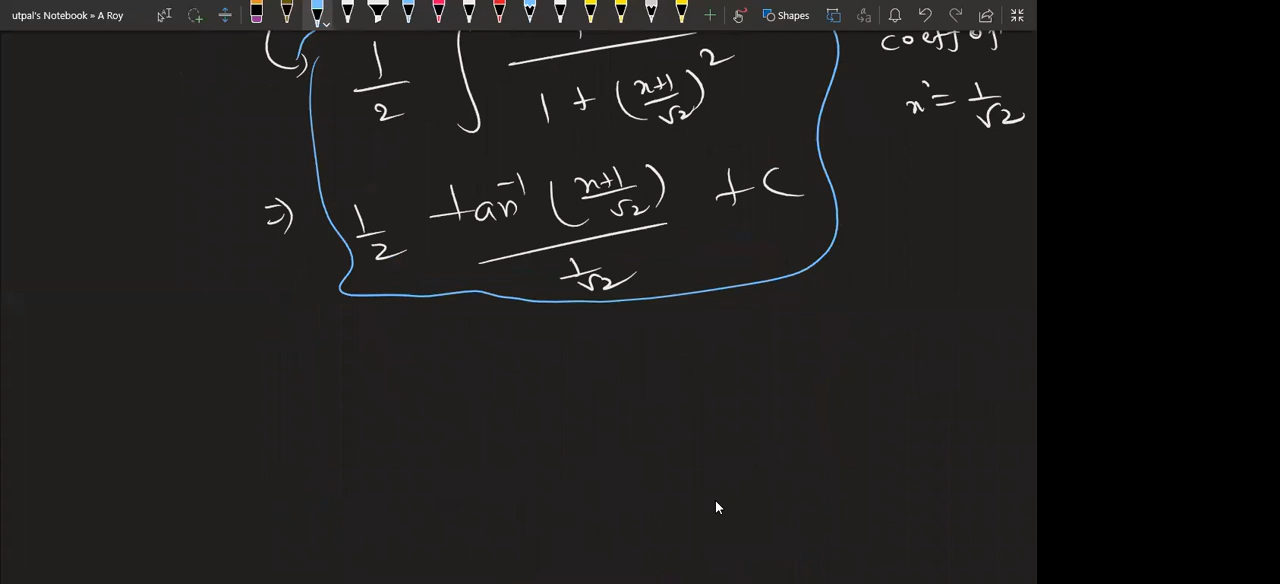 utpal's Notebook » A Roy
Shapes
coeff of
1/2 ∫ 1/(1 + (x+1/√2)²)
x = 1/√2
⇒ 1/2 tan⁻¹ (x+1/√2) / 1/√2 + C